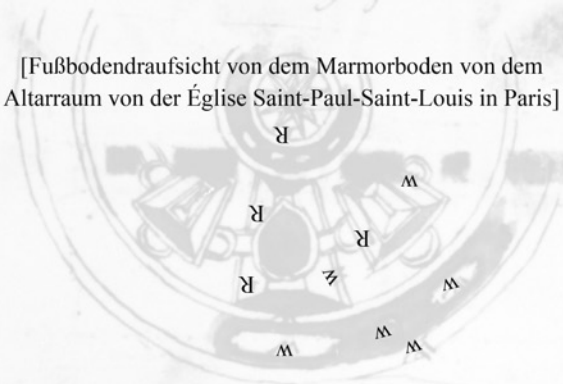 [Fußbodendraufsicht von dem Marmorboden von dem
Altarraum von der Église Saint-Paul-Saint-Louis in Paris]
R
w
R
R
w
R
w
w
w
w